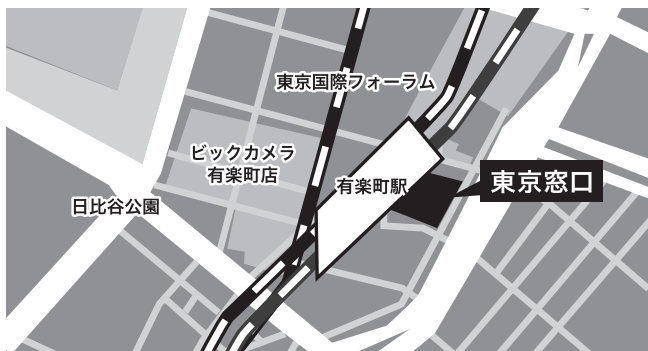 東京国際フォーラム
ビックカメラ
有楽町店
有楽町駅
東京窓口
日比谷公園